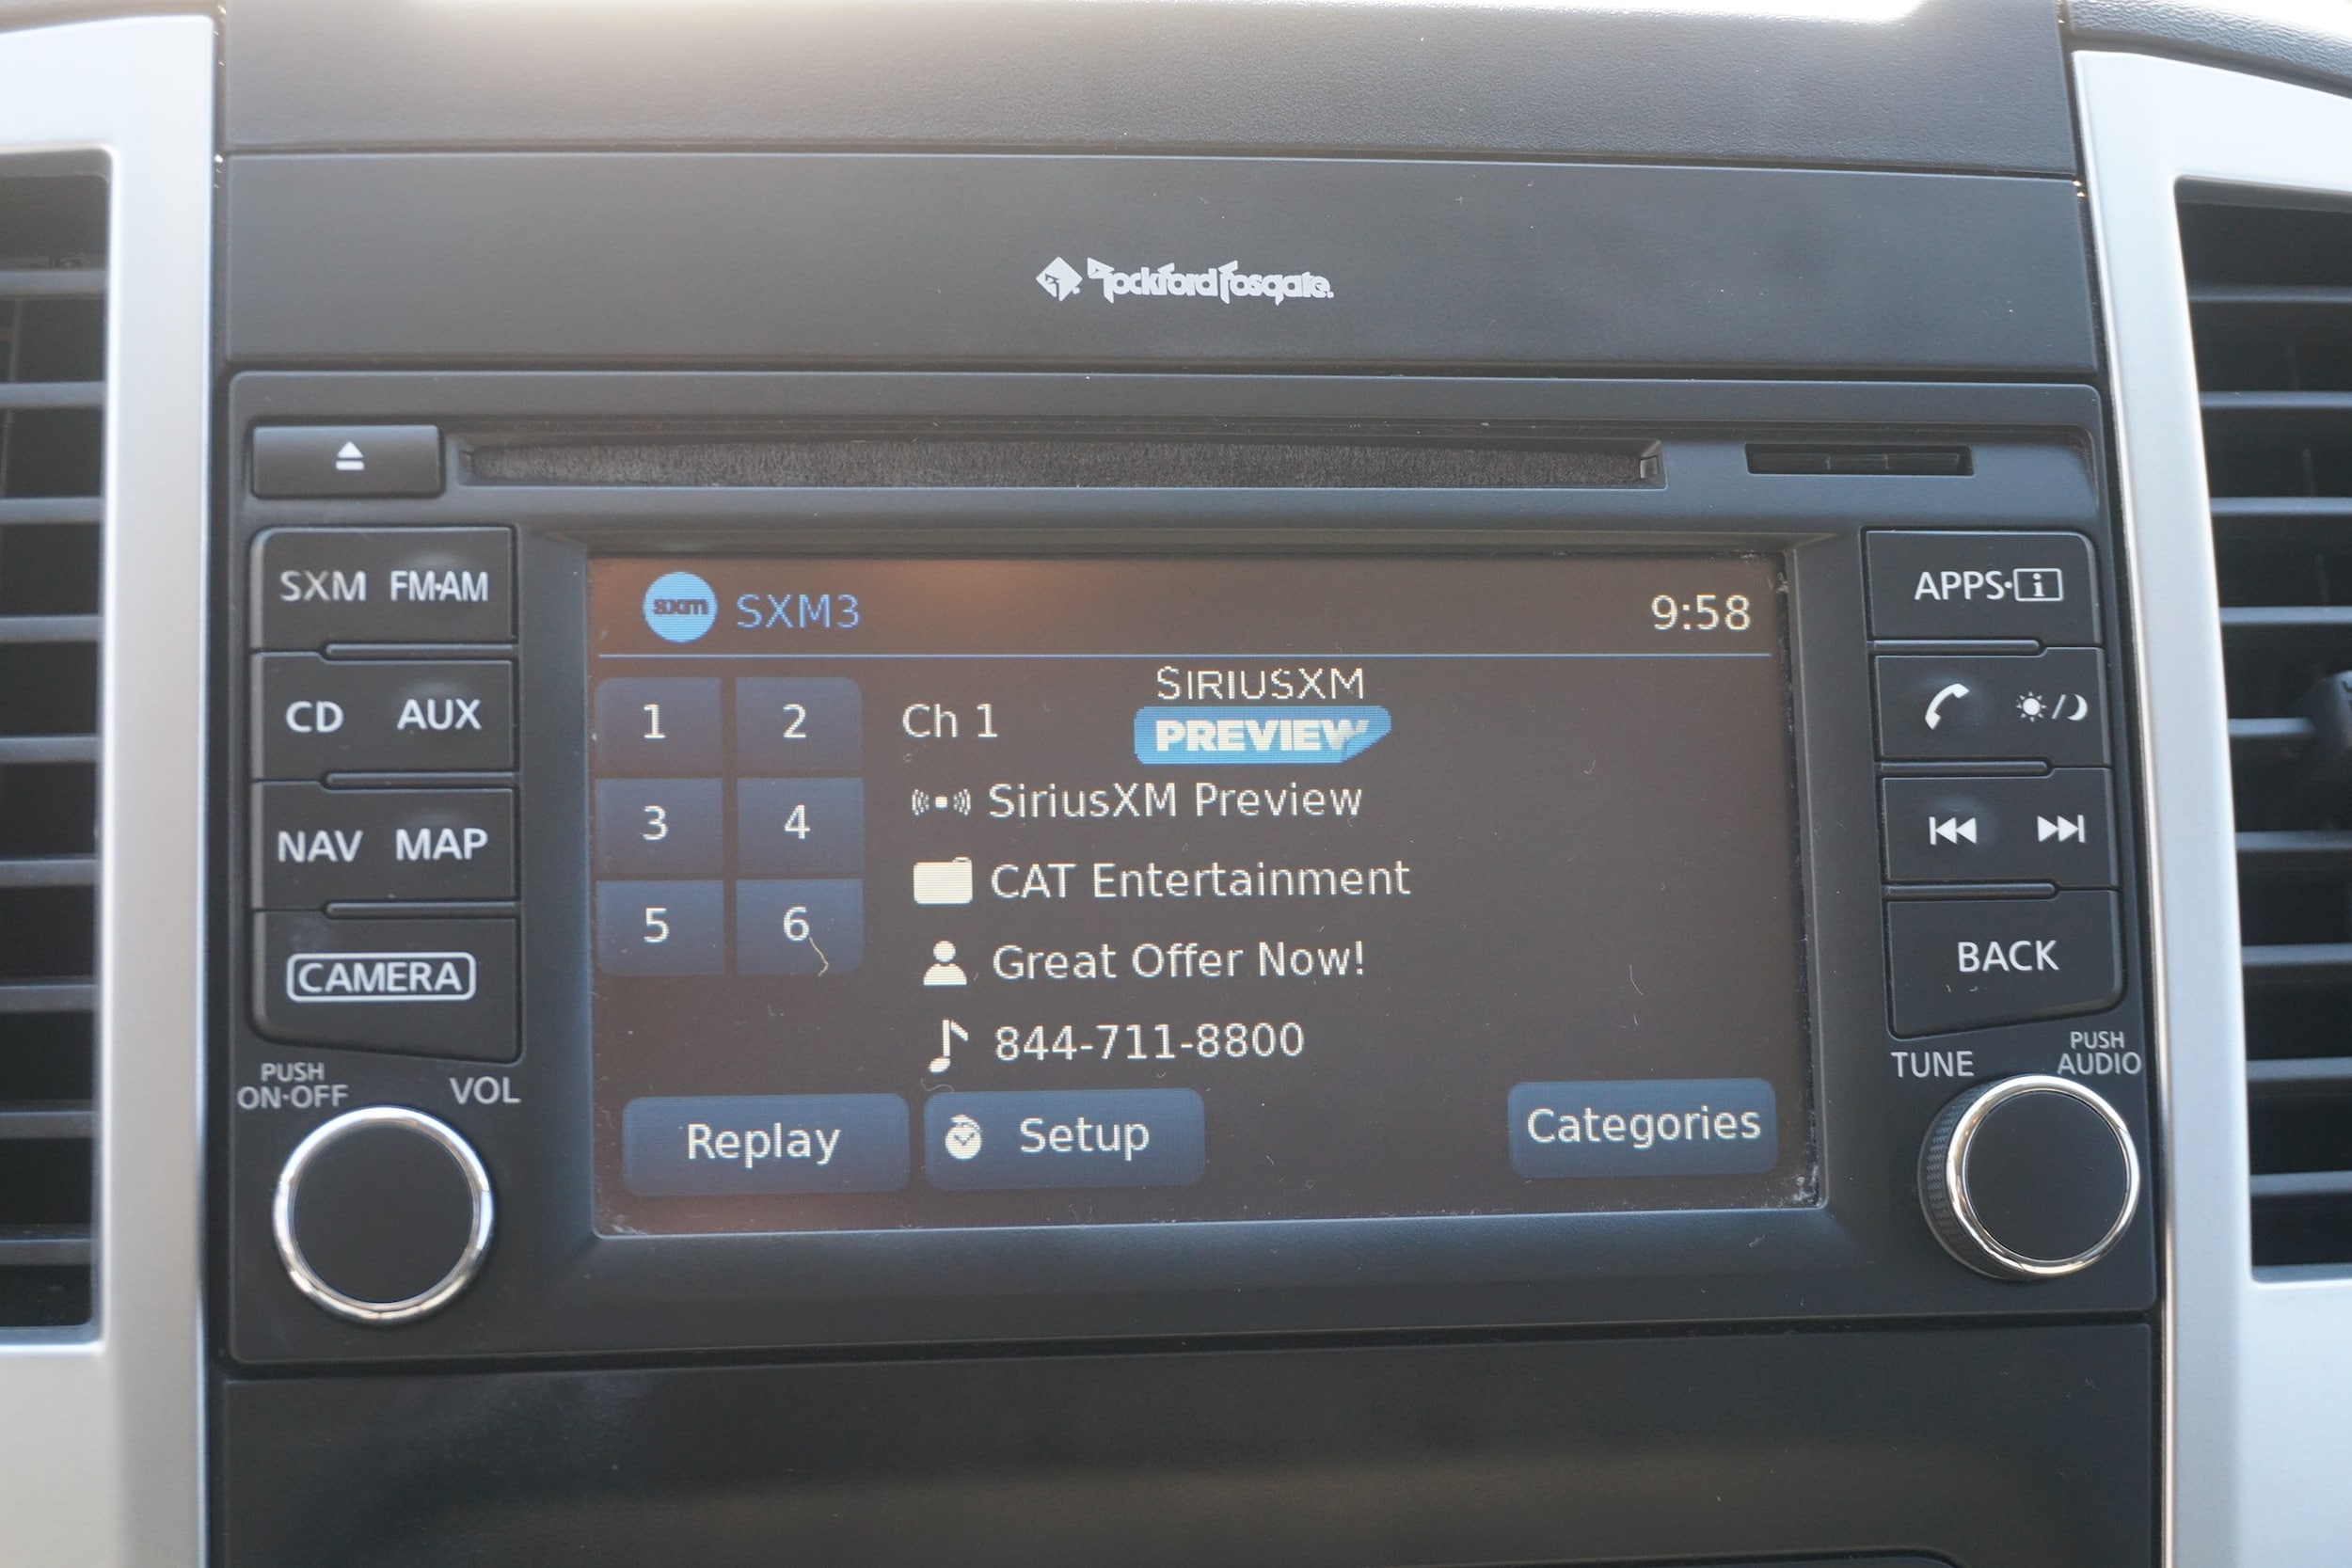 Rockford Fosgate
SXM FM·AM
CD AUX
NAV MAP
CAMERA
PUSH
ON·OFF
VOL
sxm SXM3
9:58
1 2
3 4
5 6
Ch 1
SIRIUSXM
PREVIEW
SiriusXM Preview
CAT Entertainment
Great Offer Now!
844-711-8800
Replay
Setup
Categories
APPS·i
BACK
TUNE
PUSH
AUDIO